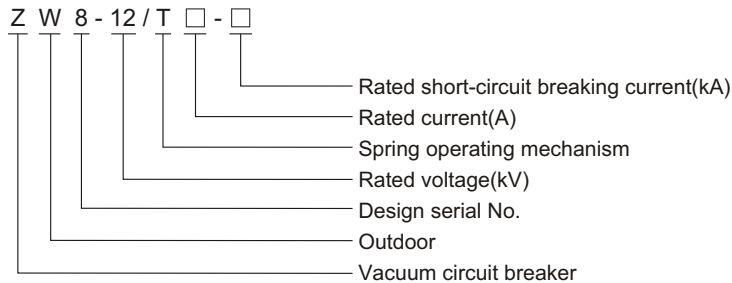 Z W 8 - 12 / T □ - □
Rated short-circuit breaking current(kA)
Rated current(A)
Spring operating mechanism
Rated voltage(kV)
Design serial No.
Outdoor
Vacuum circuit breaker